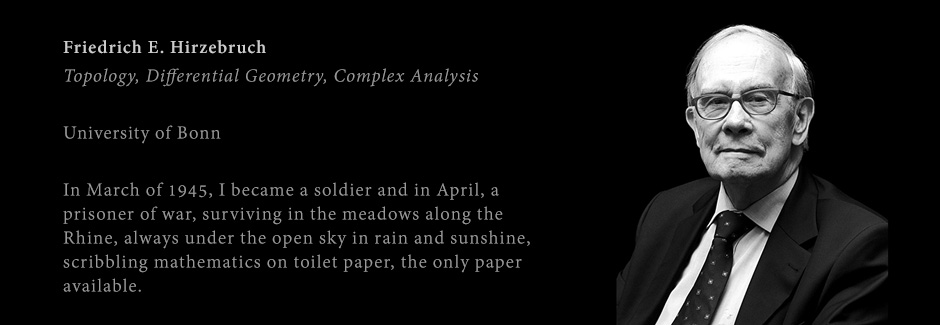 Friedrich E. Hirzebruch
Topology, Differential Geometry, Complex Analysis
University of Bonn
In March of 1945, I became a soldier and in April, a
prisoner of war, surviving in the meadows along the
Rhine, always under the open sky in rain and sunshine,
scribbling mathematics on toilet paper, the only paper
available.